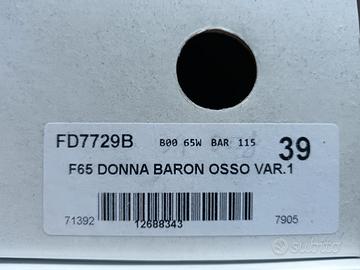 FD7729B B00 65W BAR 115 39
F65 DONNA BARON OSSO VAR.1
71392 12688343 7905
subito